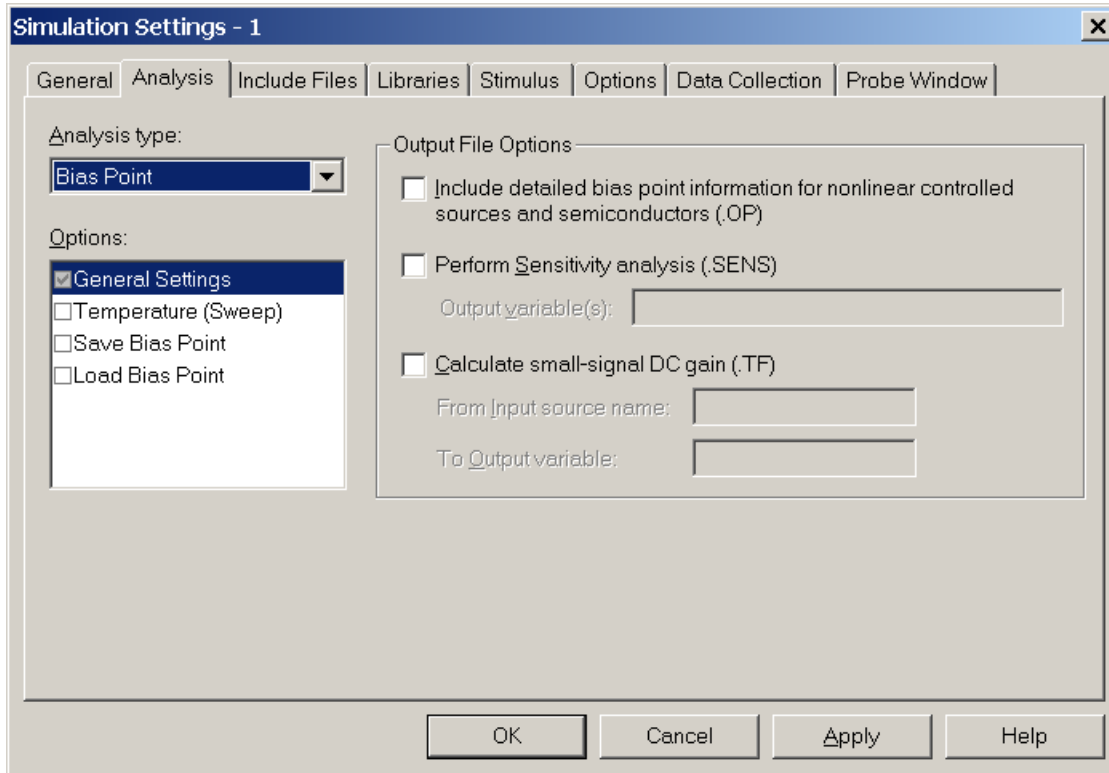 Simulation Settings - 1
General
Analysis
Include Files
Libraries
Stimulus
Options
Data Collection
Probe Window
Analysis type:
Bias Point
Options:
General Settings
Temperature (Sweep)
Save Bias Point
Load Bias Point
Output File Options
Include detailed bias point information for nonlinear controlled
sources and semiconductors (.OP)
Perform Sensitivity analysis (.SENS)
Output variable(s):
Calculate small-signal DC gain (.TF)
From Input source name:
To Output variable:
OK
Cancel
Apply
Help